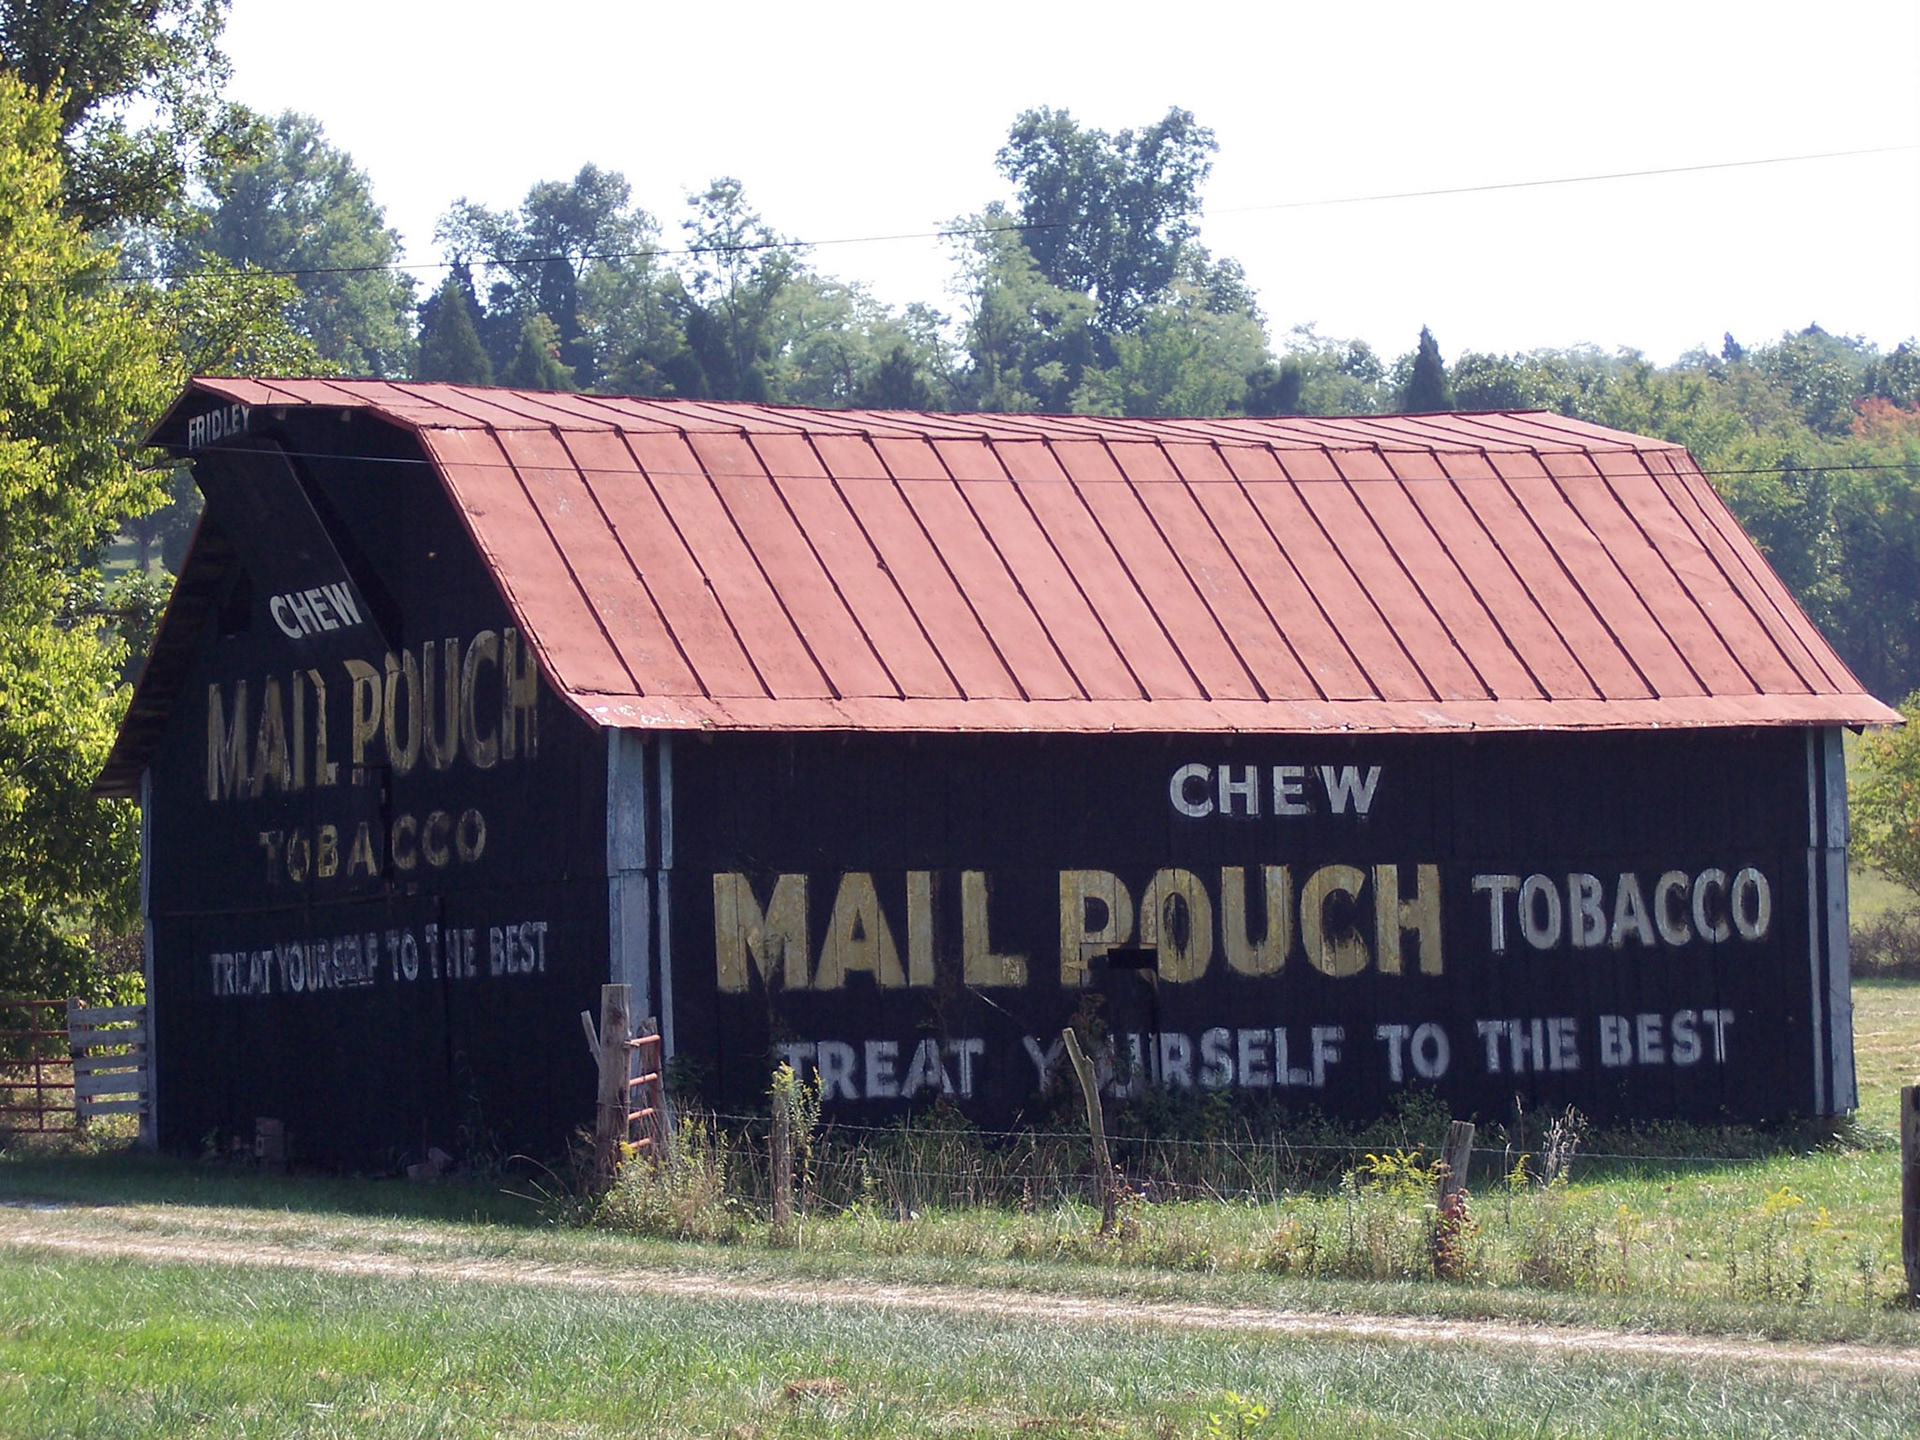 FRIDLEY
CHEW
MAIL POUCH
TOBACCO
TREAT YOURSELF TO THE BEST
CHEW
MAIL POUCH TOBACCO
TREAT YOURSELF TO THE BEST